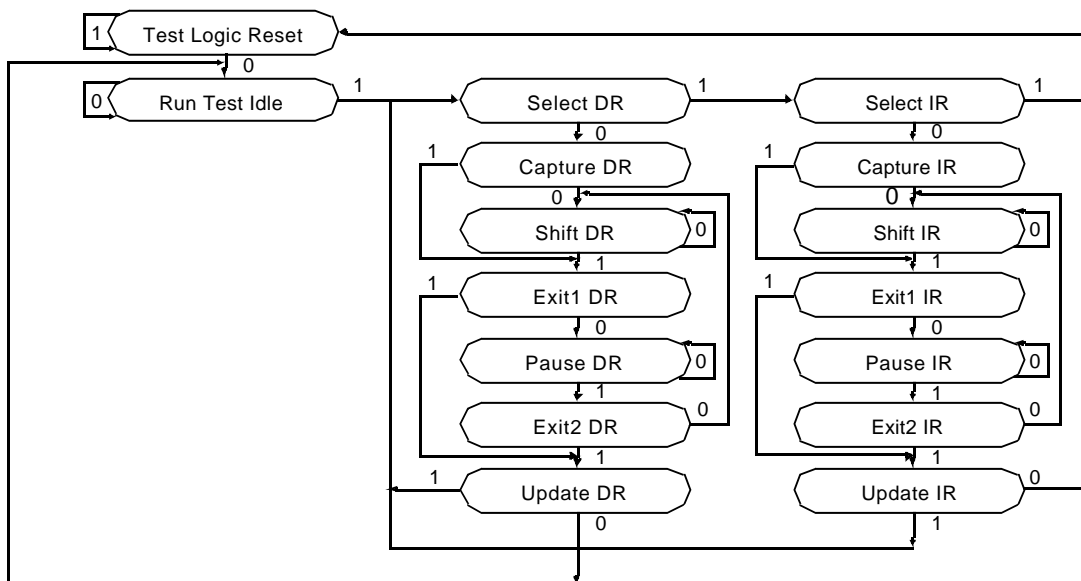 1 Test Logic Reset
0
0 Run Test Idle 1 Select DR 1 Select IR 1
0 0
1 Capture DR 1 Capture IR
0 0
Shift DR 0 Shift IR 0
1 1
1 Exit1 DR 1 Exit1 IR
0 0
Pause DR 0 Pause IR 0
1 1
Exit2 DR 0 Exit2 IR 0
1 1
1 Update DR Update IR 0
0 1